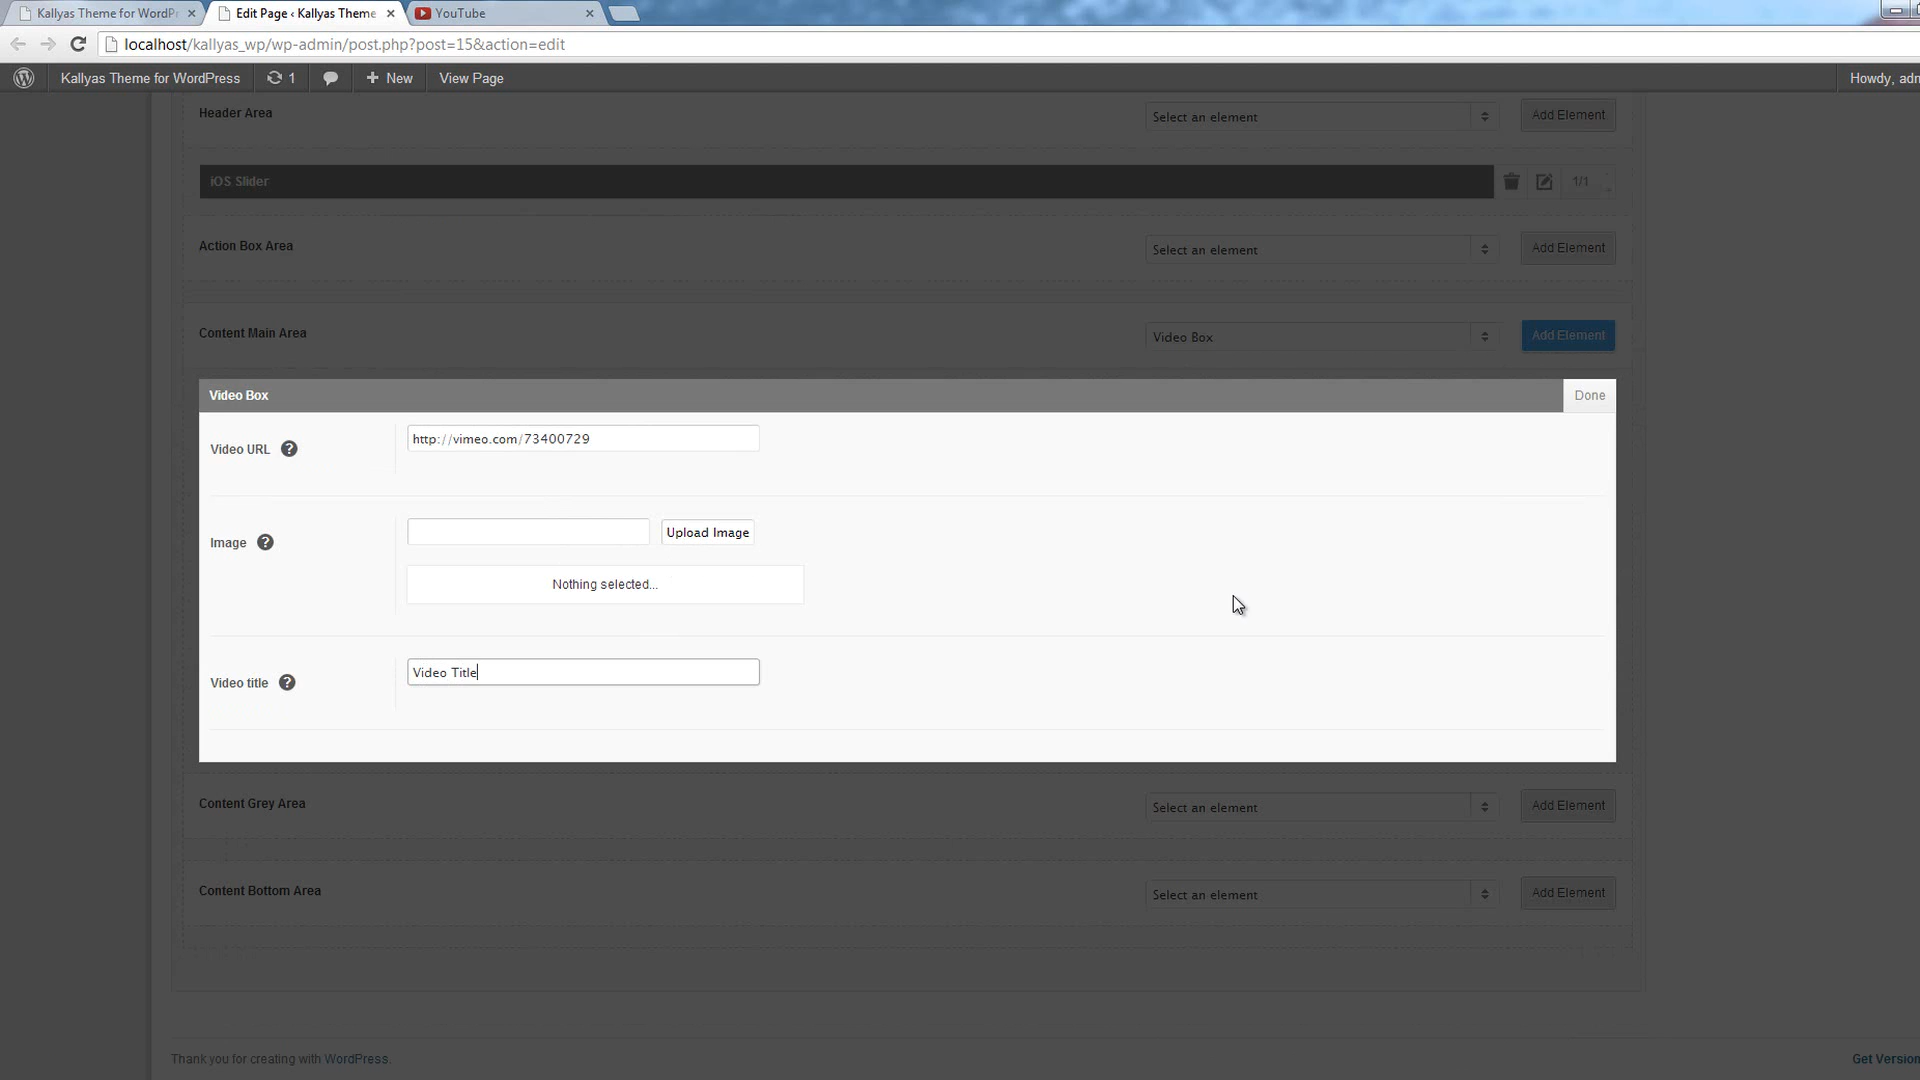 Kallyas Theme for WordPr
Edit Page ‹ Kallyas Theme
YouTube
localhost/kallyas_wp/wp-admin/post.php?post=15&action=edit
Kallyas Theme for WordPress
1
New
View Page
Howdy, adm
Header Area
Select an element
Add Element
iOS Slider
1/1
Action Box Area
Select an element
Add Element
Content Main Area
Video Box
Add Element
Video Box
Done
Video URL
http://vimeo.com/73400729
Image
Upload Image
Nothing selected...
Video title
Video Title
Content Grey Area
Select an element
Add Element
Content Bottom Area
Select an element
Add Element
Thank you for creating with WordPress.
Get Version